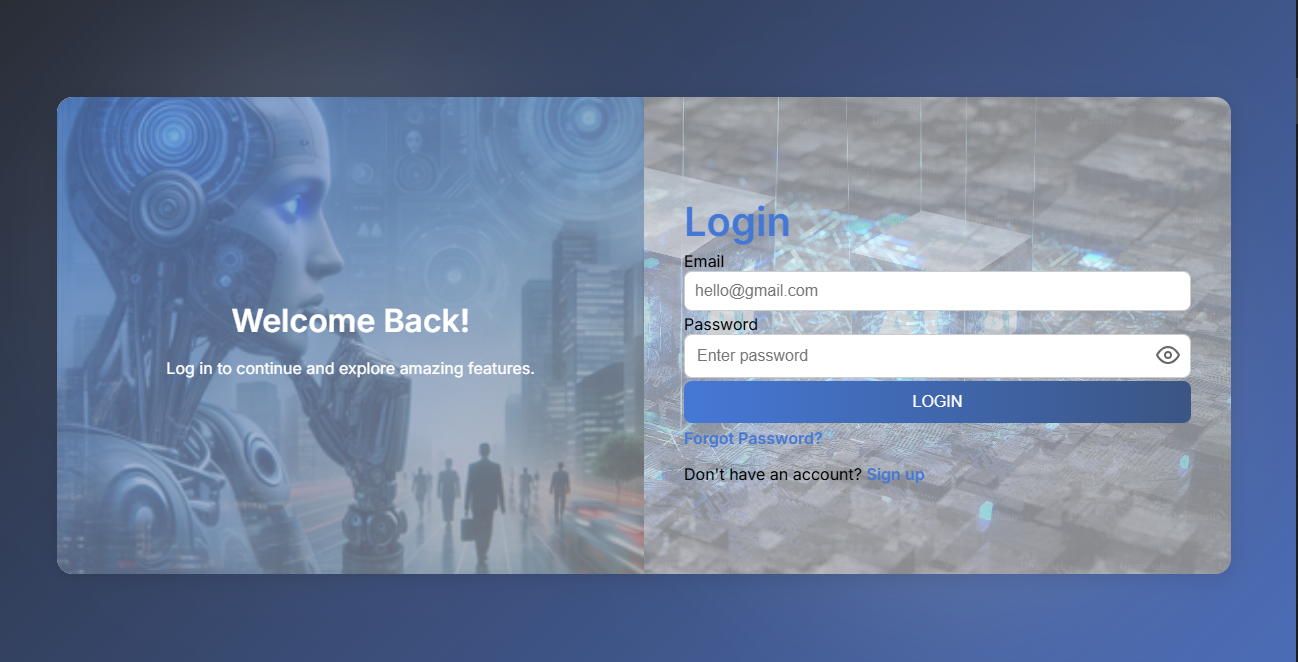 Welcome Back!
Log in to continue and explore amazing features.
Login
Email
hello@gmail.com
Password
Enter password
LOGIN
Forgot Password?
Don't have an account? Sign up